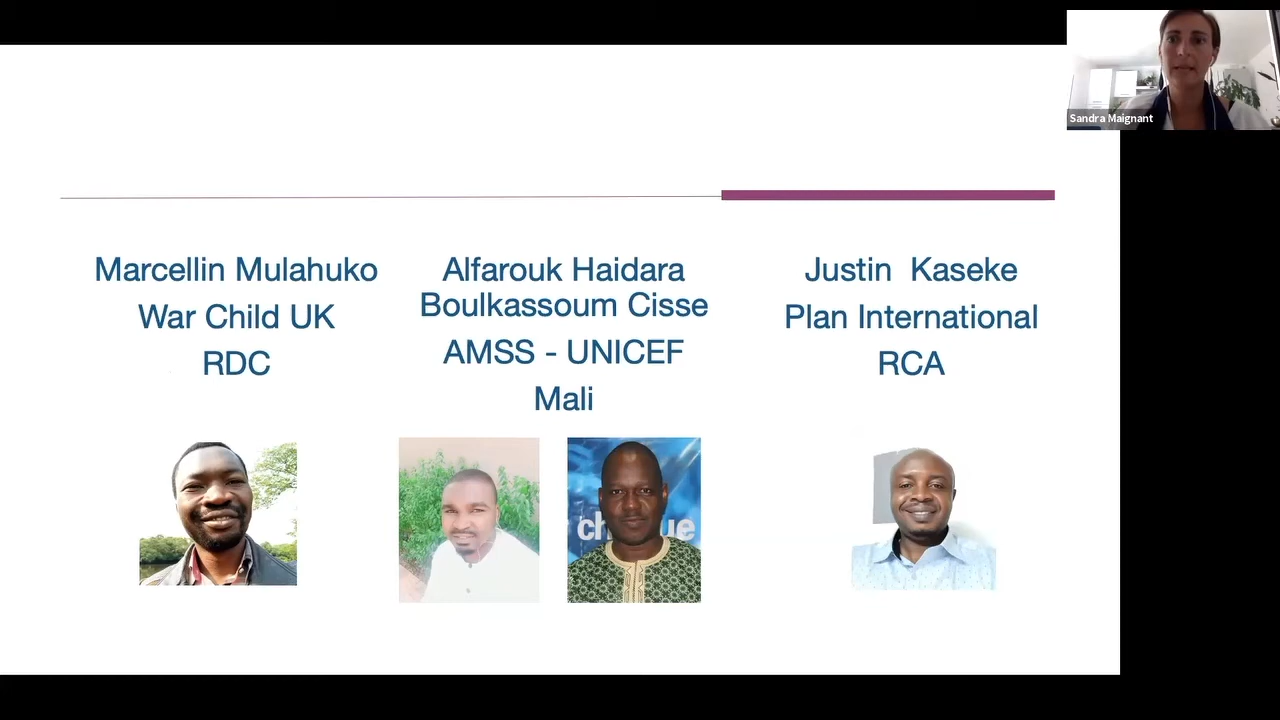 Sandra Maignant
Marcellin Mulahuko
War Child UK
RDC
Alfarouk Haidara
Boulkassoum Cisse
AMSS - UNICEF
Mali
Justin Kaseke
Plan International
RCA